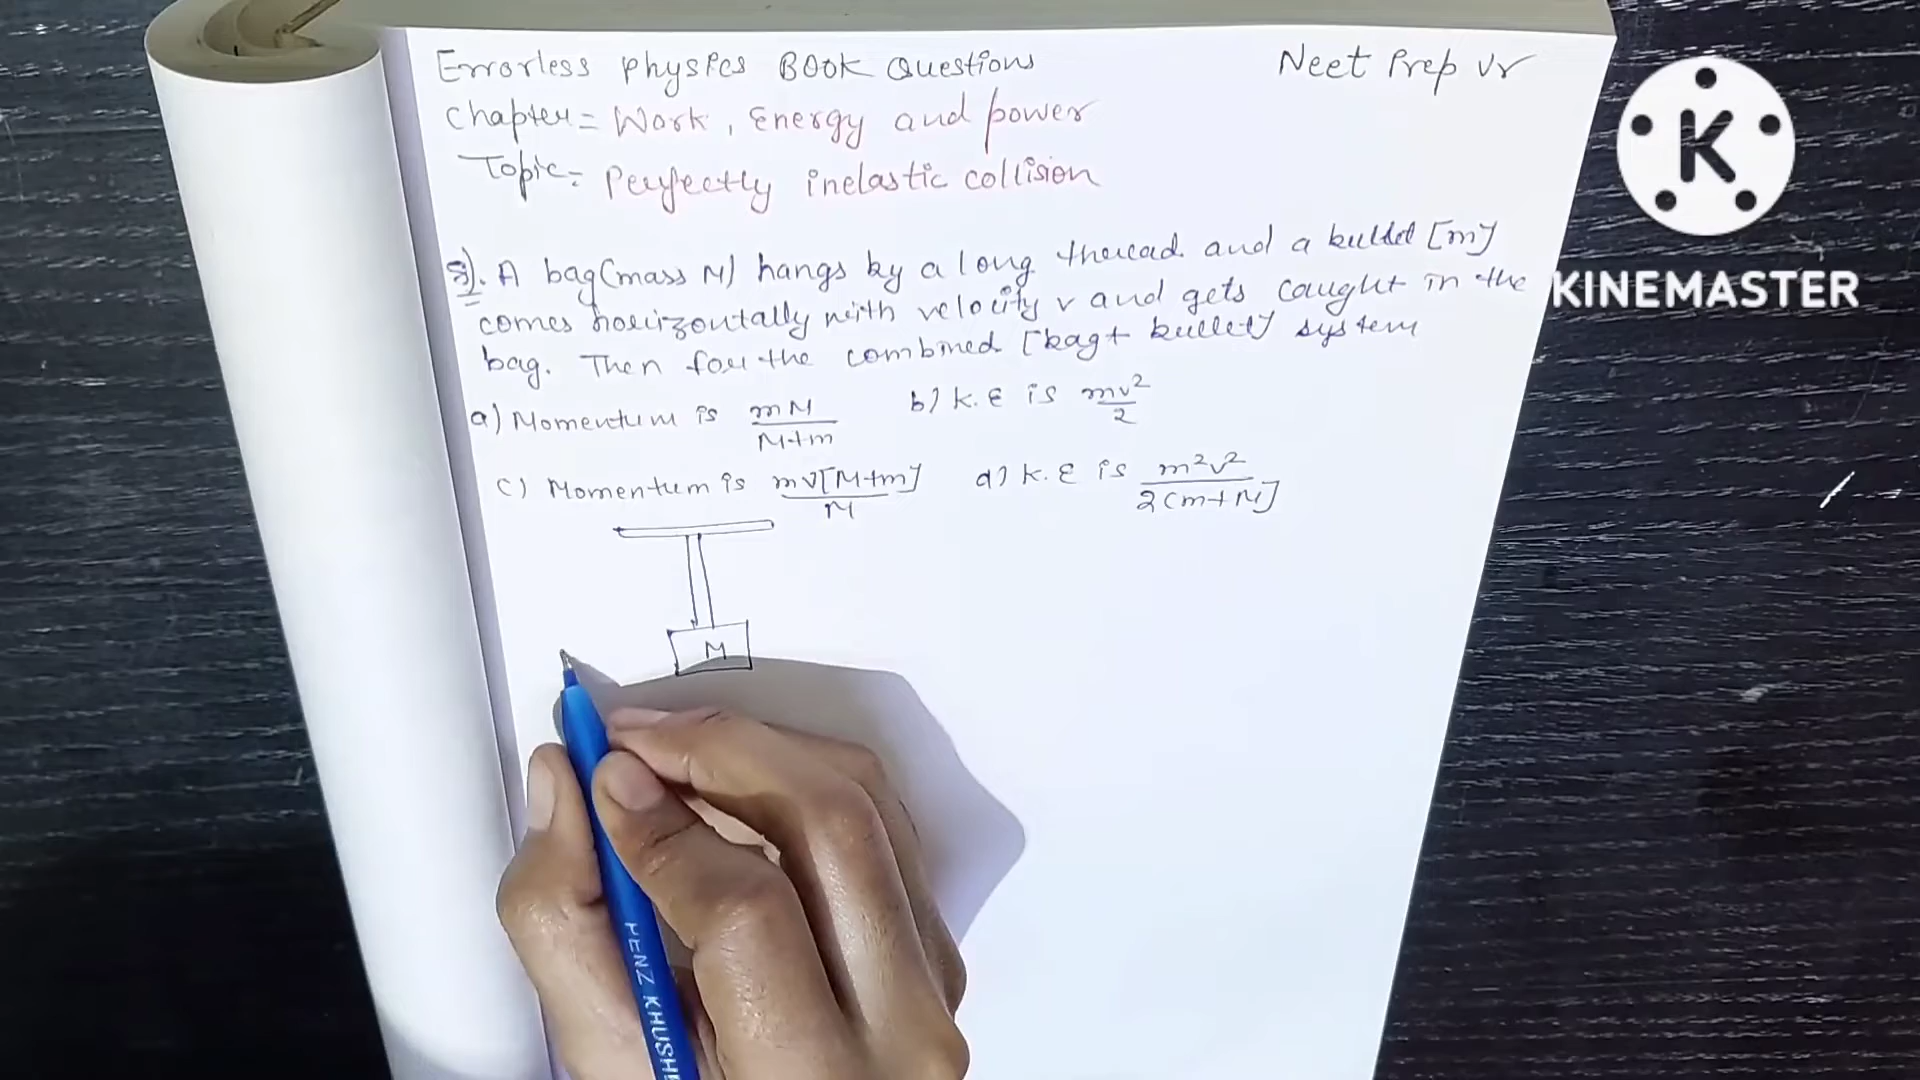 Errorless physics BOOK Questions
Neet Prep Vr
Chapter = Work, Energy and power
Topic = Perfectly inelastic collision
A bag (mass M) hangs by a long thread and a bullet [m]
comes horizontally with velocity v and gets caught in the
bag. Then for the combined [bag + bullet] system
a) Momentum is mM/M+m b) K.E is mv²/2
c) Momentum is mv[M+m]/M d) K.E is m²v²/2(m+M]
M
PENZ KHUSHI
K
KINEMASTER